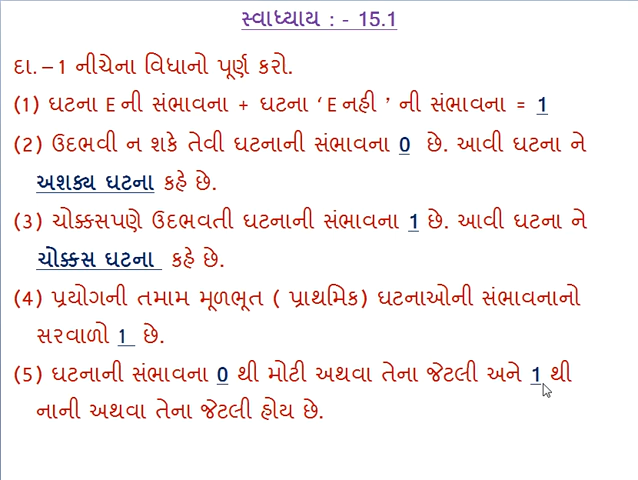 સ્વાધ્યાય : - 15.1
દા. – 1 નીચેના વિધાનો પૂર્ણ કરો.
(1) ઘટના E ની સંભાવના + ઘટના ‘ E નહી ’ ની સંભાવના = 1
(2) ઉદભવી ન શકે તેવી ઘટનાની સંભાવના 0 છે. આવી ઘટના ને
અશક્ય ઘટના કહે છે.
(3) ચોક્કસપણે ઉદભવતી ઘટનાની સંભાવના 1 છે. આવી ઘટના ને
ચોક્કસ ઘટના કહે છે.
(4) પ્રયોગની તમામ મૂળભૂત ( પ્રાથમિક) ઘટનાઓની સંભાવનાનો
સરવાળો 1 છે.
(5) ઘટનાની સંભાવના 0 થી મોટી અથવા તેના જેટલી અને 1 થી
નાની અથવા તેના જેટલી હોય છે.